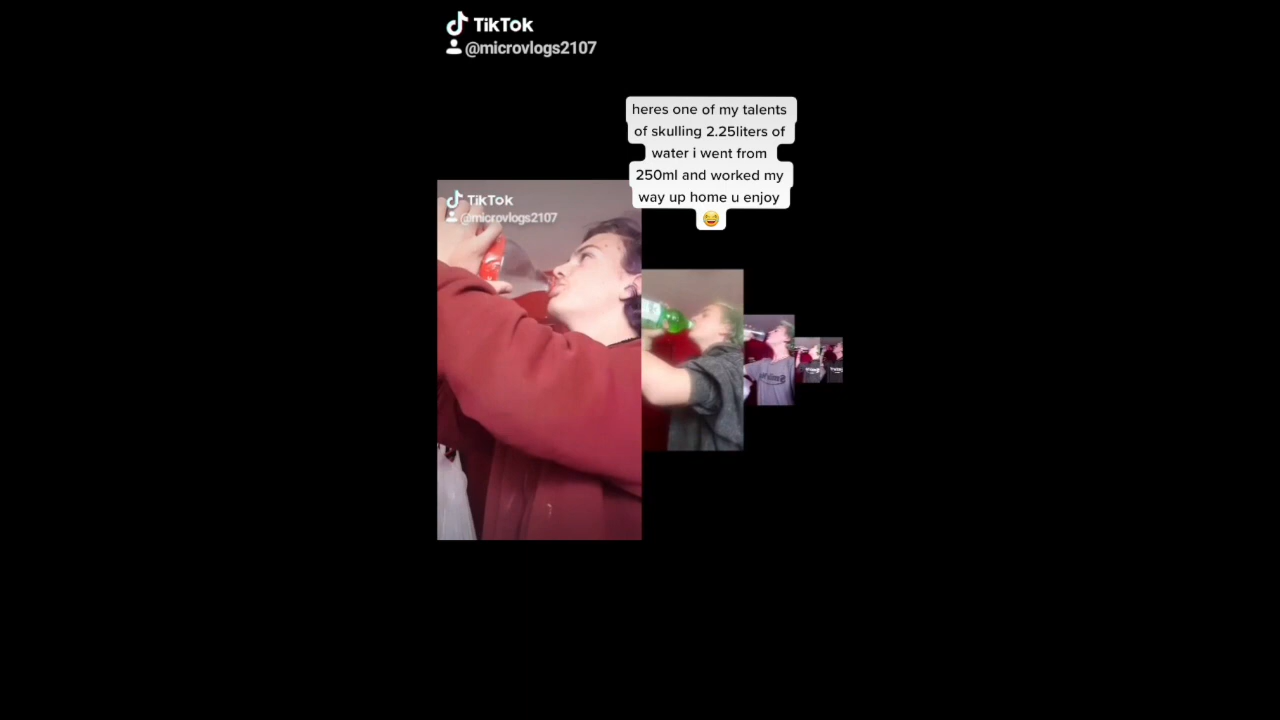 TikTok
@microvlogs2107
heres one of my talents
of skulling 2.25liters of
water i went from
250ml and worked my
way up home u enjoy
😂
TikTok
@microvlogs2107